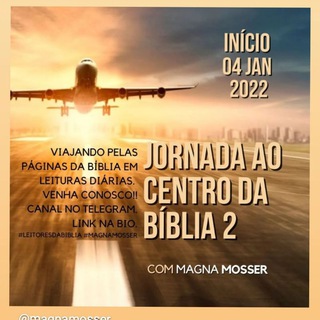 INÍCIO
04 JAN
2022
VIAJANDO PELAS
PÁGINAS DA BÍBLIA EM
LEITURAS DIÁRIAS.
VENHA CONOSCO!!
CANAL NO TELEGRAM.
LINK NA BIO.
#LEITORESDABIBLIA #MAGNAMOSSER
JORNADA AO
CENTRO DA
BÍBLIA 2
COM MAGNA MOSSER
@magnamosser